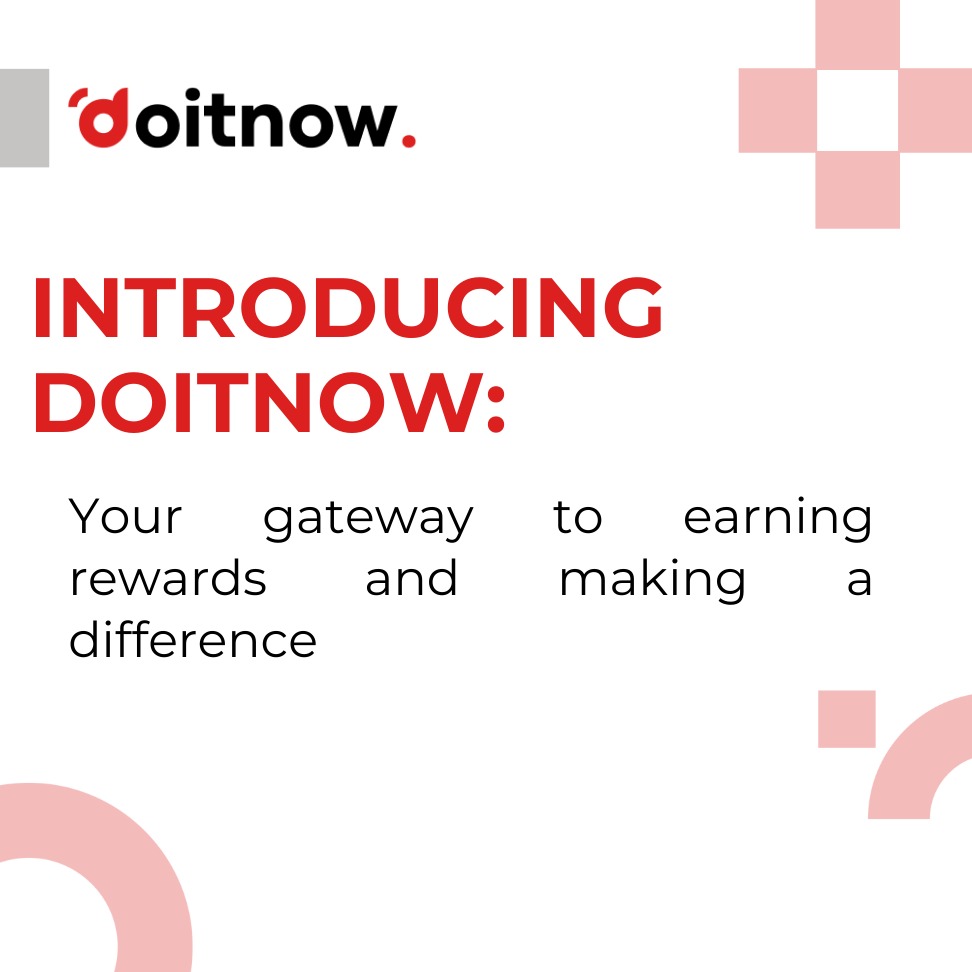 doitnow.
INTRODUCING
DOITNOW:
Your gateway to earning
rewards and making a
difference